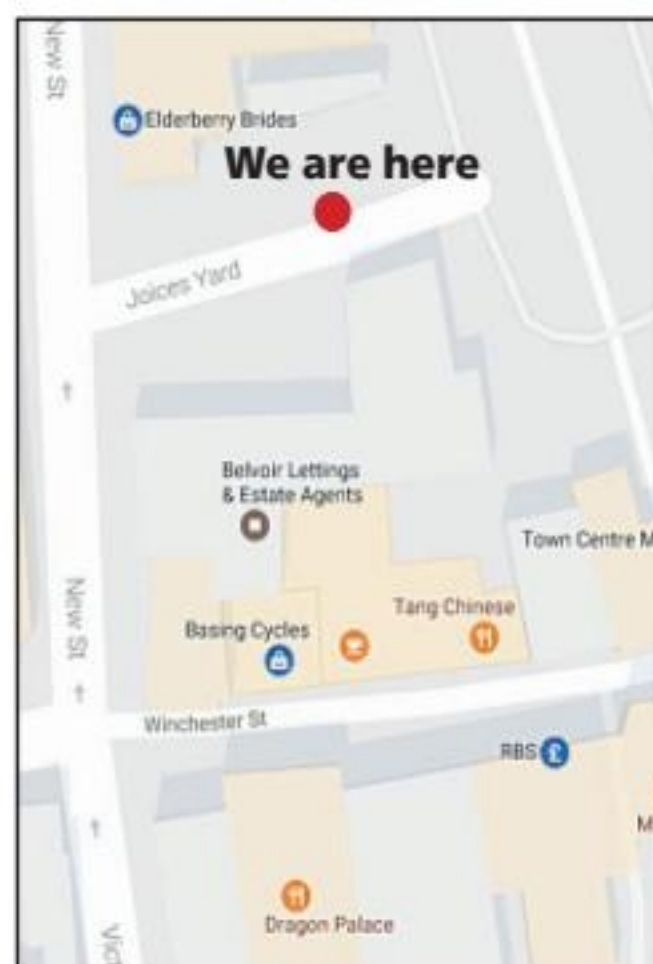 New St
Elderberry Brides
We are here
Joices Yard
Belvoir Lettings
& Estate Agents
New St
Town Centre M
Tang Chinese
Basing Cycles
Winchester St
RBS £
M
Dragon Palace
Vict